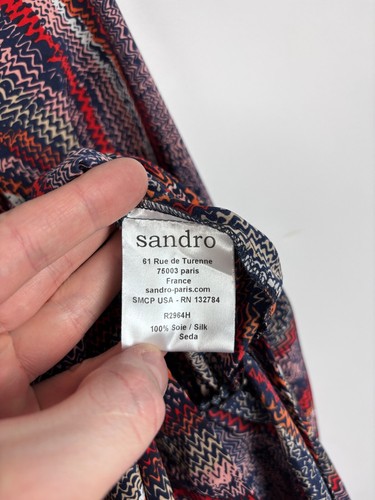 sandro
61 Rue de Turenne
75003 paris
France
sandro-paris.com
SMCP USA - RN 132784
R2964H
100% Soie / Silk
Seda